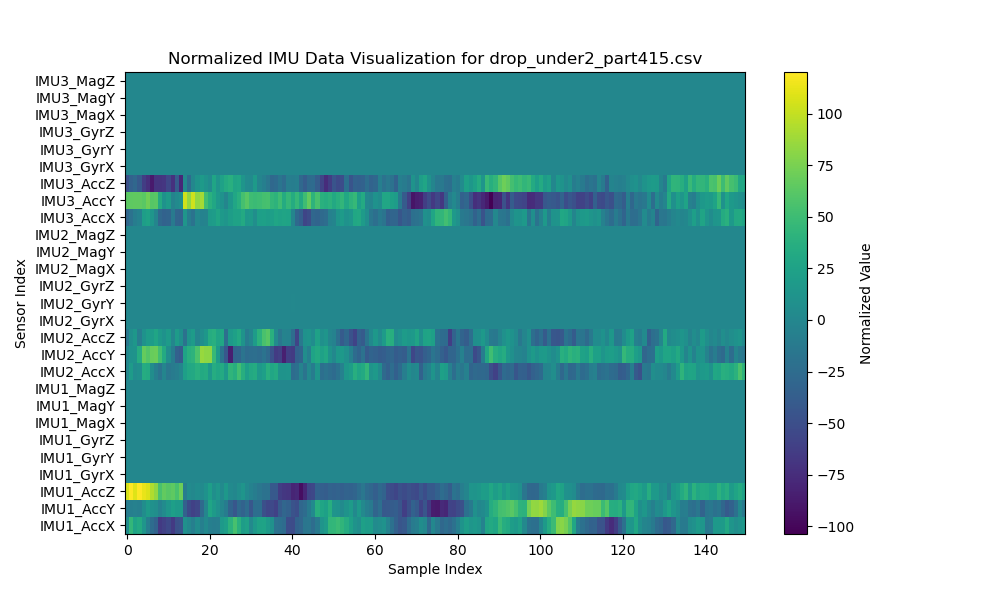 Normalized IMU Data Visualization for drop_under2_part415.csv
IMU3_MagZ
IMU3_MagY
IMU3_MagX
IMU3_GyrZ
IMU3_GyrY
IMU3_GyrX
IMU3_AccZ
IMU3_AccY
IMU3_AccX
IMU2_MagZ
IMU2_MagY
IMU2_MagX
IMU2_GyrZ
IMU2_GyrY
IMU2_GyrX
IMU2_AccZ
IMU2_AccY
IMU2_AccX
IMU1_MagZ
IMU1_MagY
IMU1_MagX
IMU1_GyrZ
IMU1_GyrY
IMU1_GyrX
IMU1_AccZ
IMU1_AccY
IMU1_AccX
Sensor Index
0 20 40 60 80 100 120 140
Sample Index
100
75
50
25
0
−25
−50
−75
−100
Normalized Value